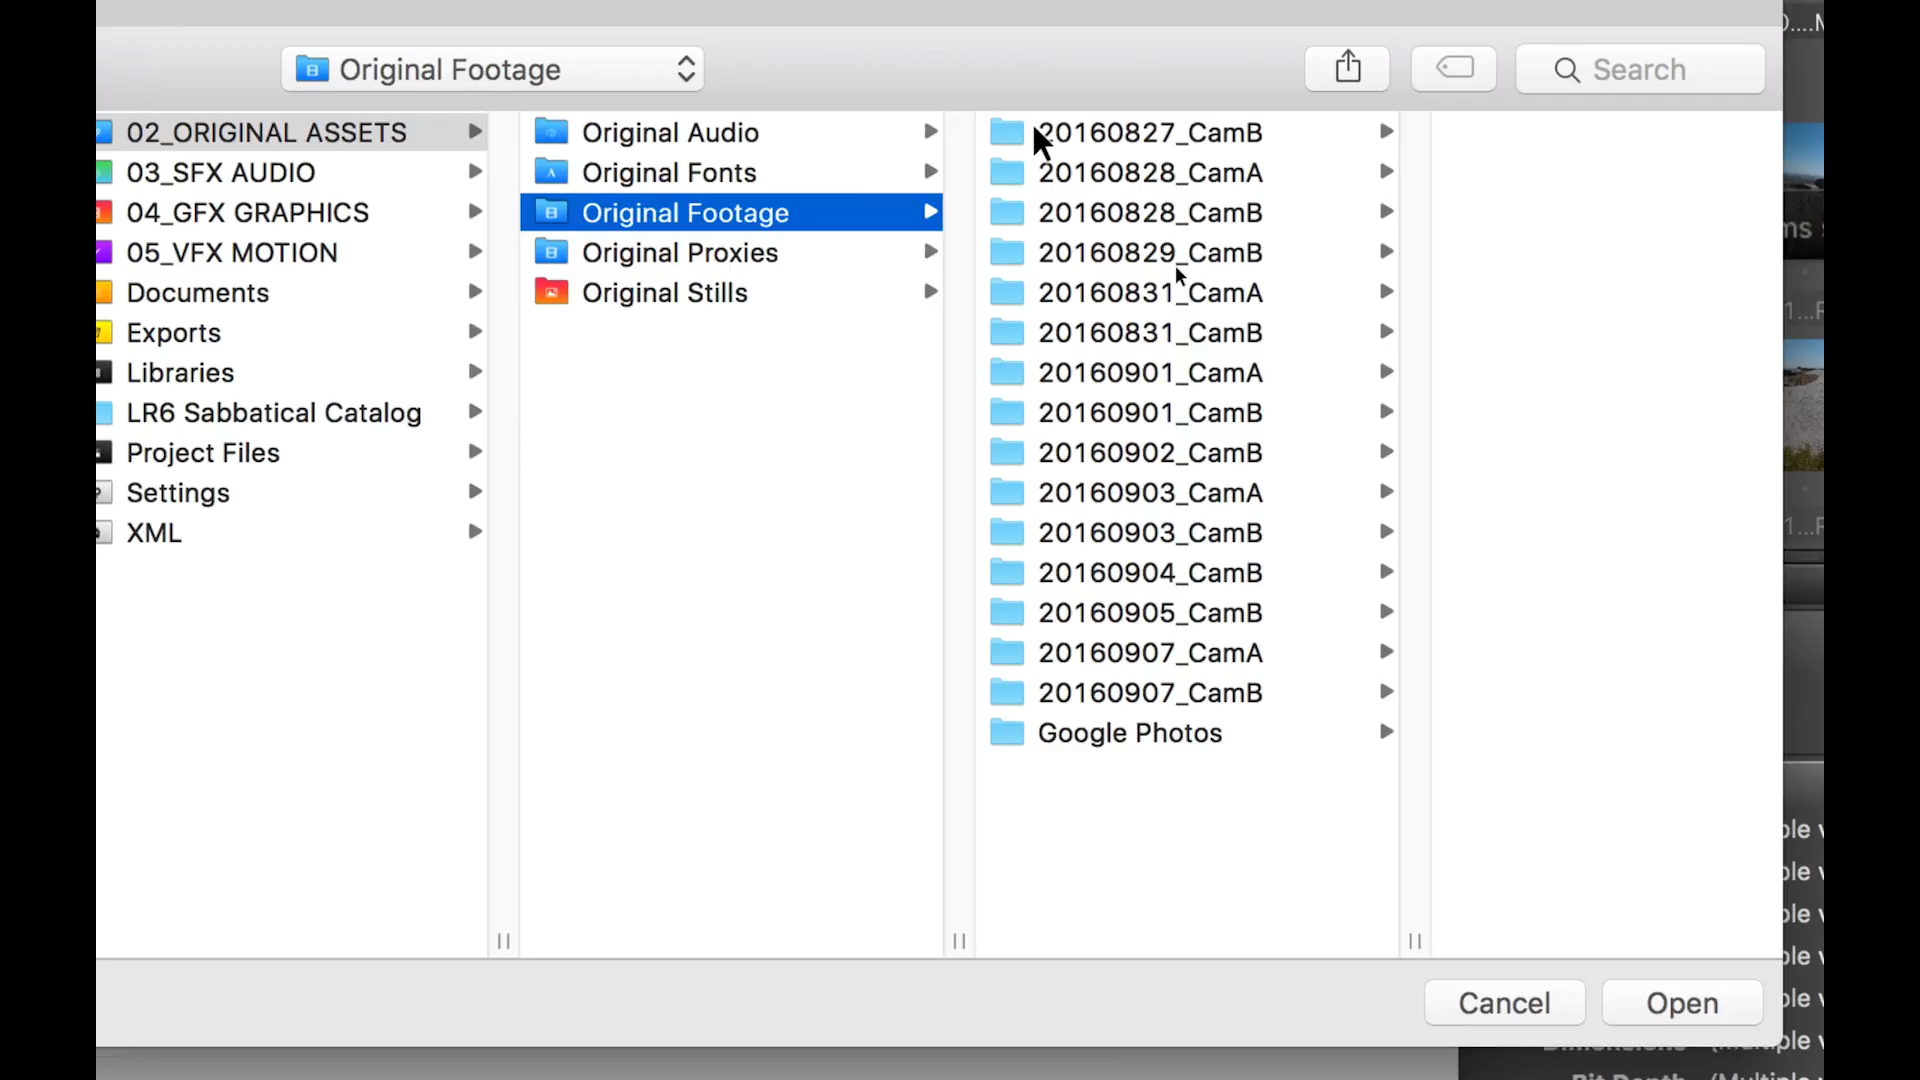 Original Footage
Search
02_ORIGINAL ASSETS
03_SFX AUDIO
04_GFX GRAPHICS
05_VFX MOTION
Documents
Exports
Libraries
LR6 Sabbatical Catalog
Project Files
Settings
XML
Original Audio
Original Fonts
Original Footage
Original Proxies
Original Stills
20160827_CamB
20160828_CamA
20160828_CamB
20160829_CamB
20160831_CamA
20160831_CamB
20160901_CamA
20160901_CamB
20160902_CamB
20160903_CamA
20160903_CamB
20160904_CamB
20160905_CamB
20160907_CamA
20160907_CamB
Google Photos
Cancel
Open